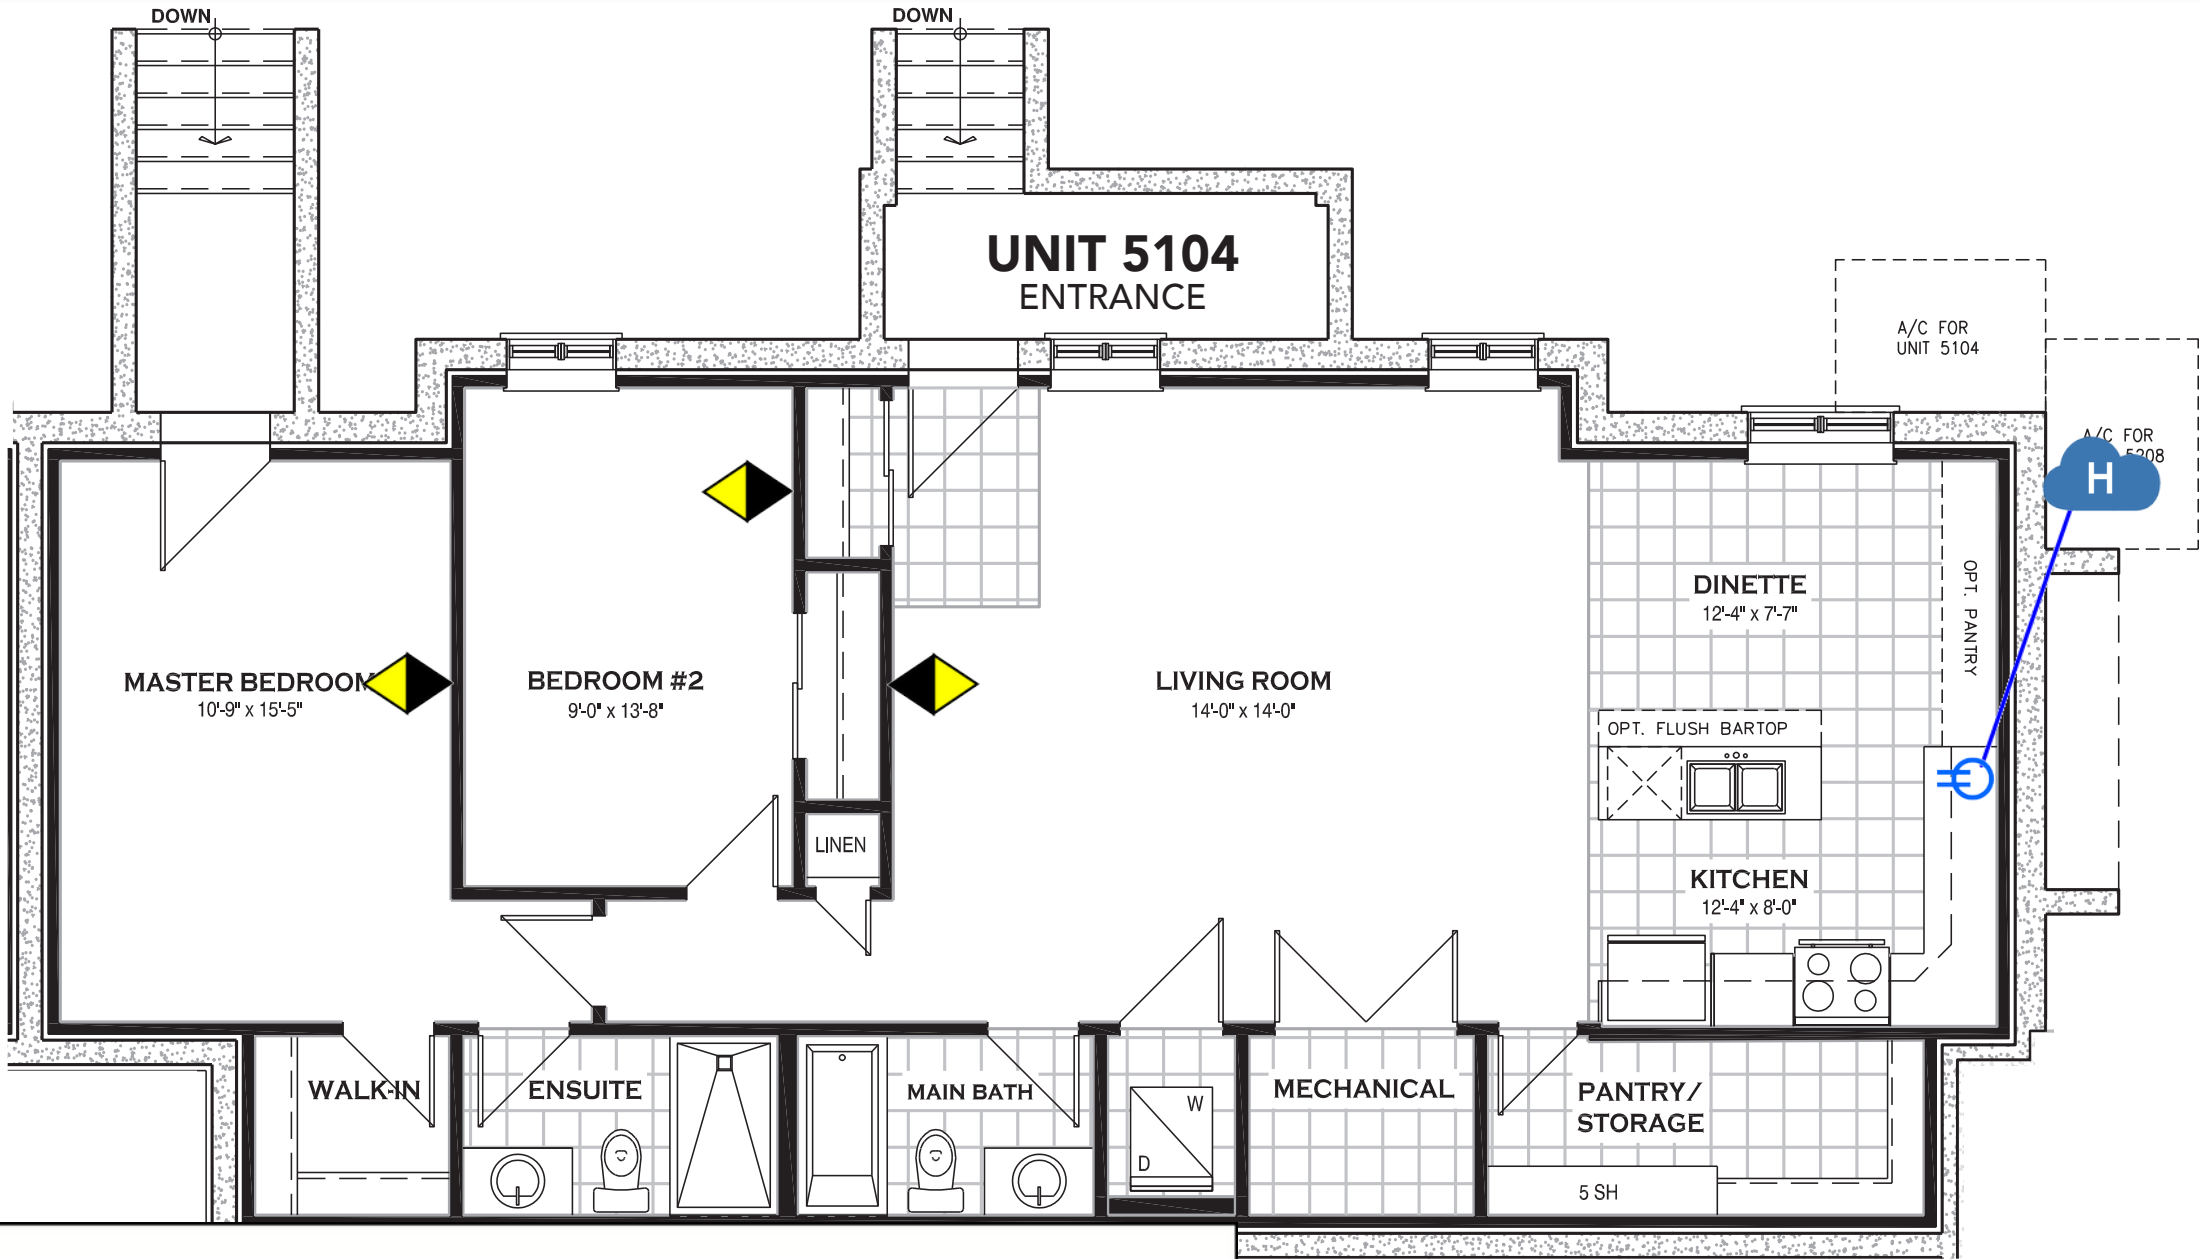 DOWN
DOWN
UNIT 5104
ENTRANCE
A/C FOR
UNIT 5104
A/C FOR
5208
H
DINETTE
12'-4" x 7'-7"
OPT. PANTRY
MASTER BEDROOM
10'-9" x 15'-5"
BEDROOM #2
9'-0" x 13'-8"
LIVING ROOM
14'-0" x 14'-0"
OPT. FLUSH BARTOP
LINEN
KITCHEN
12'-4" x 8'-0"
WALK-IN
ENSUITE
MAIN BATH
W
D
MECHANICAL
PANTRY/
STORAGE
5 SH